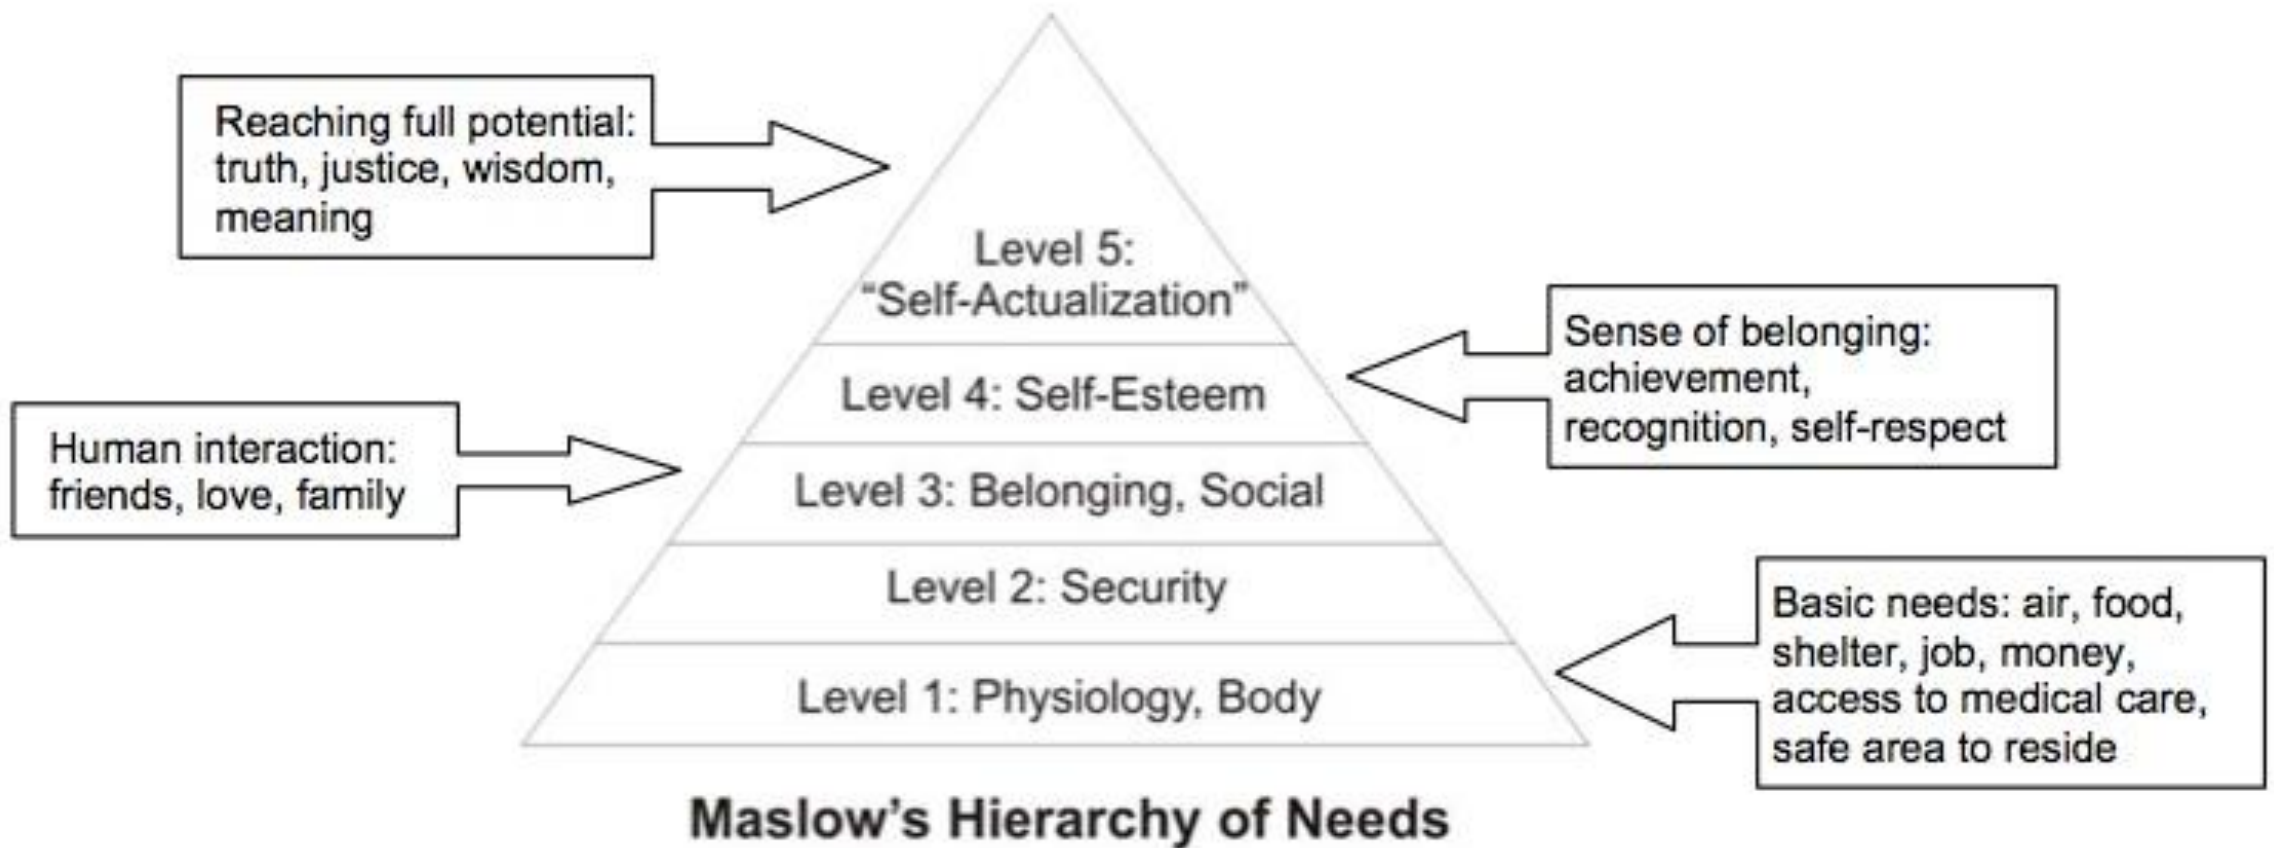 Reaching full potential:
truth, justice, wisdom,
meaning
Level 5:
“Self-Actualization”
Sense of belonging:
achievement,
recognition, self-respect
Level 4: Self-Esteem
Human interaction:
friends, love, family
Level 3: Belonging, Social
Level 2: Security
Basic needs: air, food,
shelter, job, money,
access to medical care,
safe area to reside
Level 1: Physiology, Body
Maslow’s Hierarchy of Needs